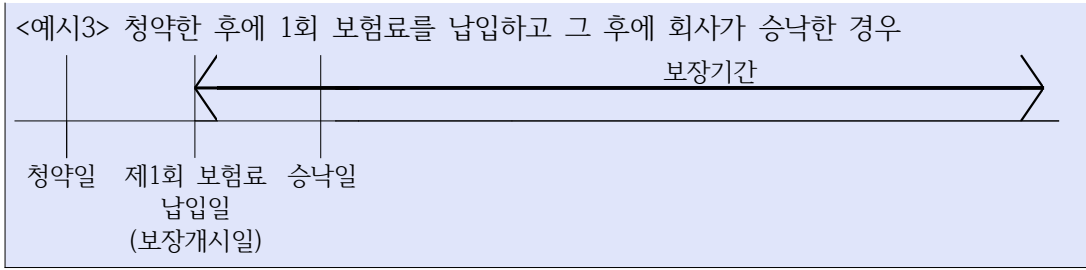 <예시3> 청약한 후에 1회 보험료를 납입하고 그 후에 회사가 승낙한 경우
보장기간
청약일 제1회 보험료 승낙일
납입일
(보장개시일)